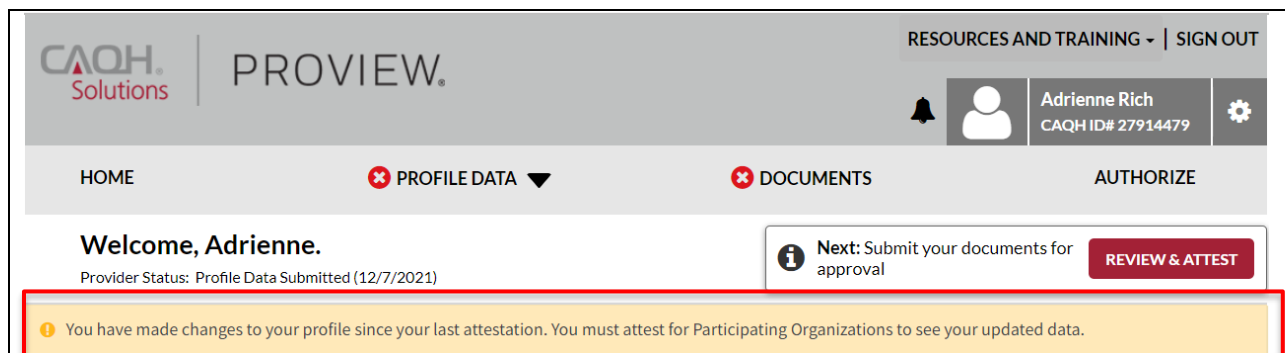 RESOURCES AND TRAINING | SIGN OUT
CAQH.
Solutions
PROVIEW®
Adrienne Rich
CAQH ID# 27914479
HOME PROFILE DATA DOCUMENTS AUTHORIZE
Welcome, Adrienne.
Provider Status: Profile Data Submitted (12/7/2021)
Next: Submit your documents for
approval
REVIEW & ATTEST
You have made changes to your profile since your last attestation. You must attest for Participating Organizations to see your updated data.